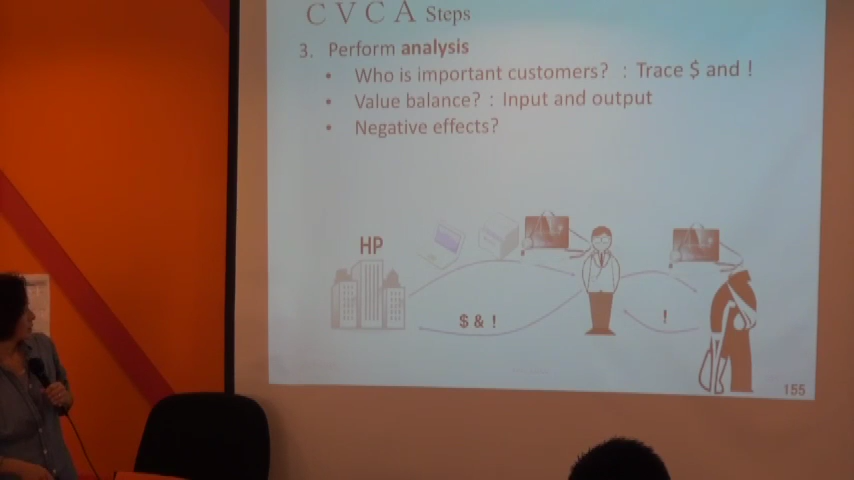 C V C A Steps
3. Perform analysis
• Who is important customers? : Trace $ and !
• Value balance? : Input and output
• Negative effects?
HP
$ & !
!
155